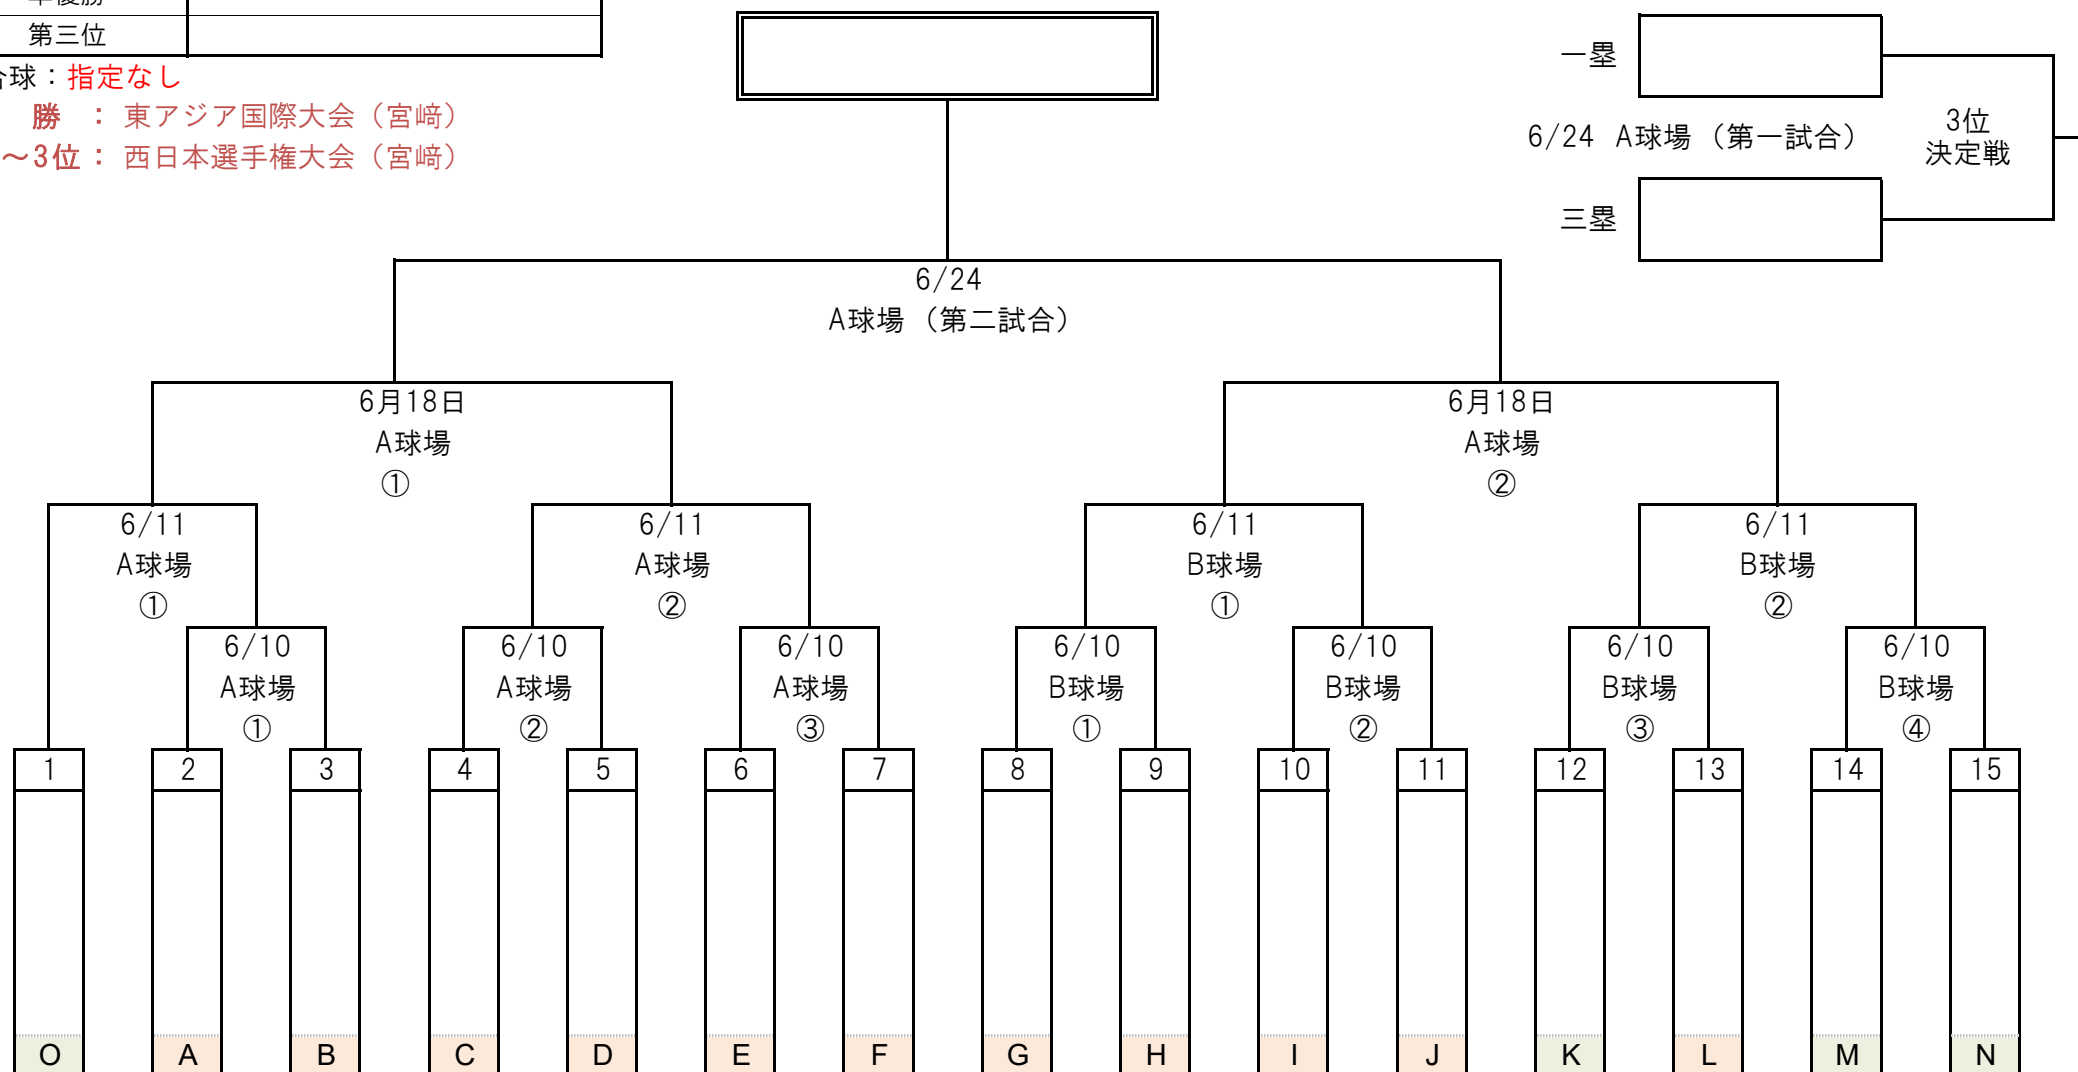 準優勝
第三位
合球：指定なし
勝 ： 東アジア国際大会（宮﨑）
～3位： 西日本選手権大会（宮﨑）
一塁
6/24 A球場（第一試合）
3位
決定戦
三塁
6/24
A球場（第二試合）
6月18日 6月18日
A球場 A球場
① ②
6/11 6/11 6/11 6/11
A球場 A球場 B球場 B球場
① ② ① ②
6/10 6/10 6/10 6/10 6/10 6/10 6/10
A球場 A球場 A球場 B球場 B球場 B球場 B球場
① ② ③ ① ② ③ ④
1 2 3 4 5 6 7 8 9 10 11 12 13 14 15
O A B C D E F G H I J K L M N